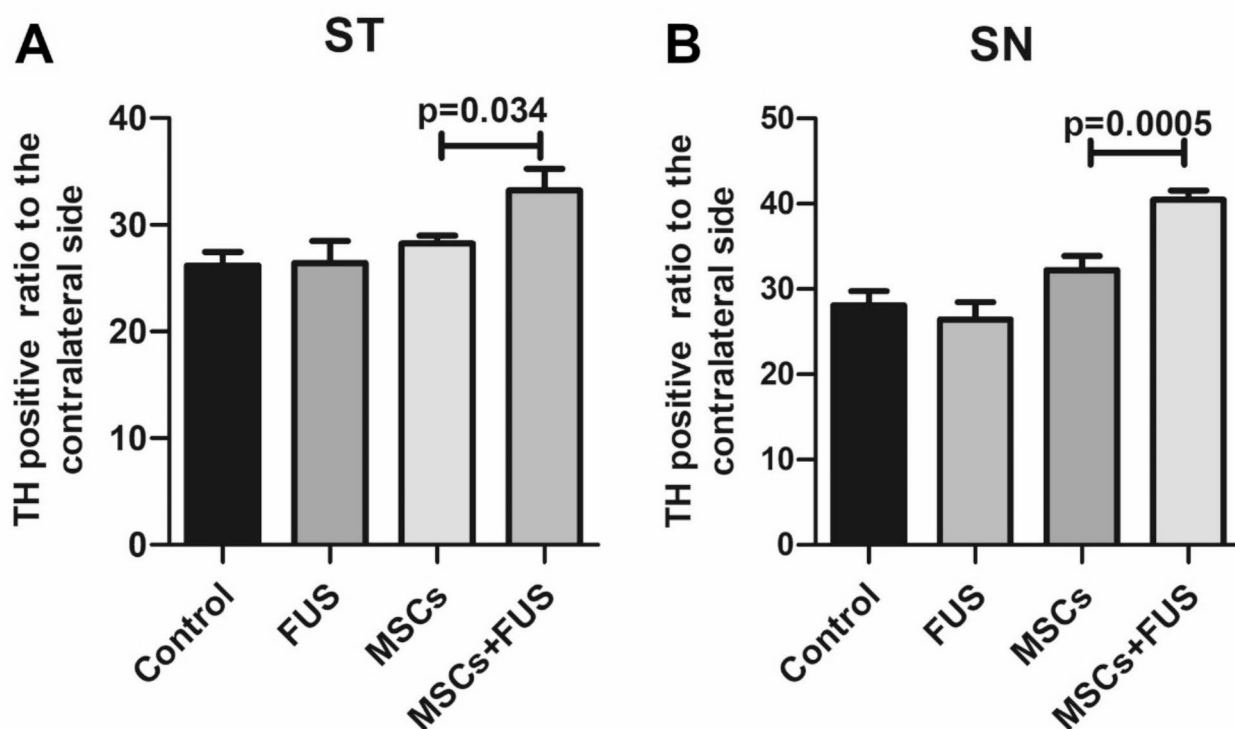 A
ST
TH positive ratio to the
contralateral side
40
30
20
10
0
p=0.034
Control
FUS
MSCs
MSCs+FUS
B
SN
TH positive ratio to the
contralateral side
50
40
30
20
10
0
p=0.0005
Control
FUS
MSCs
MSCs+FUS